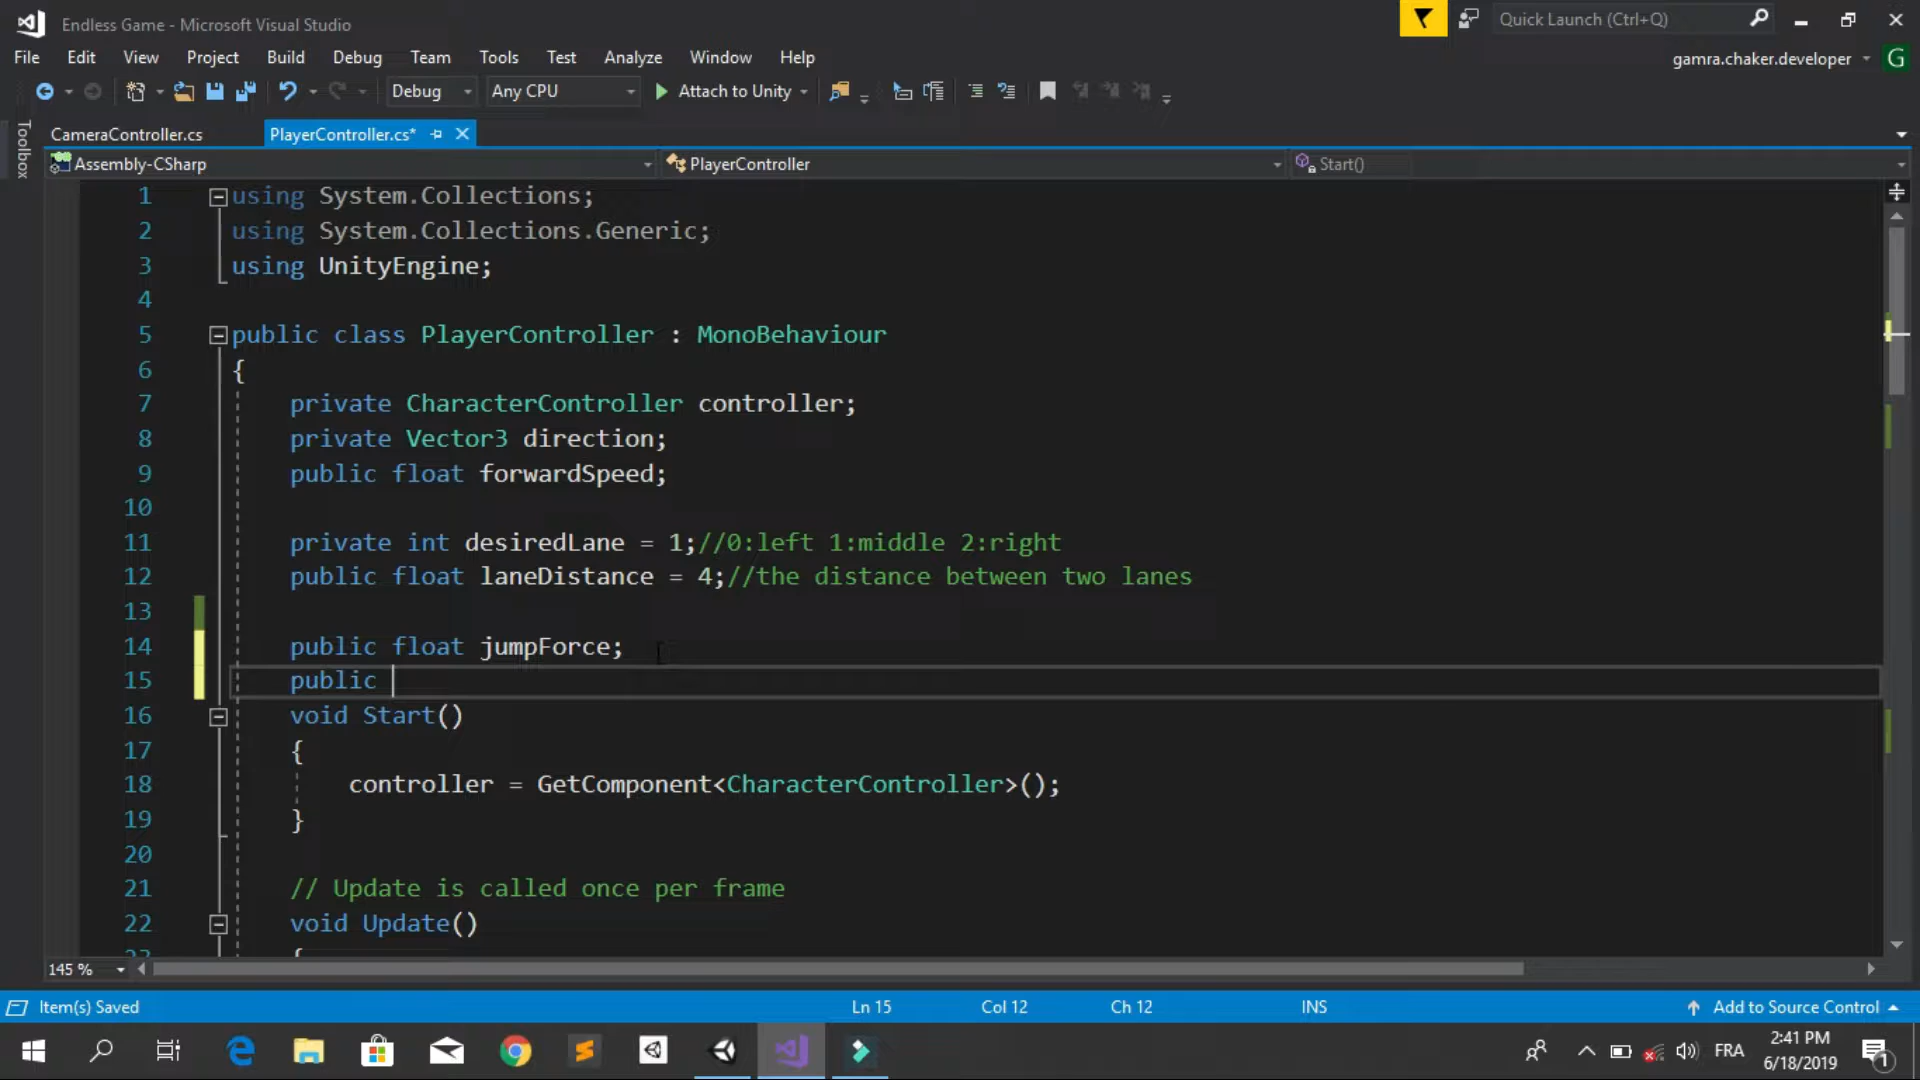 Endless Game - Microsoft Visual Studio
Quick Launch (Ctrl+Q)
File Edit View Project Build Debug Team Tools Test Analyze Window Help
gamra.chaker.developer G
Debug Any CPU Attach to Unity
Toolbox
CameraController.cs PlayerController.cs*
Assembly-CSharp PlayerController Start()
1 using System.Collections;
2 using System.Collections.Generic;
3 using UnityEngine;
4
5 public class PlayerController : MonoBehaviour
6 {
7 private CharacterController controller;
8 private Vector3 direction;
9 public float forwardSpeed;
10
11 private int desiredLane = 1;//0:left 1:middle 2:right
12 public float laneDistance = 4;//the distance between two lanes
13
14 public float jumpForce;
15 public
16 void Start()
17 {
18 controller = GetComponent<CharacterController>();
19 }
20
21 // Update is called once per frame
22 void Update()
23 {
145 %
Item(s) Saved Ln 15 Col 12 Ch 12 INS Add to Source Control
FRA 2:41 PM
6/18/2019 1